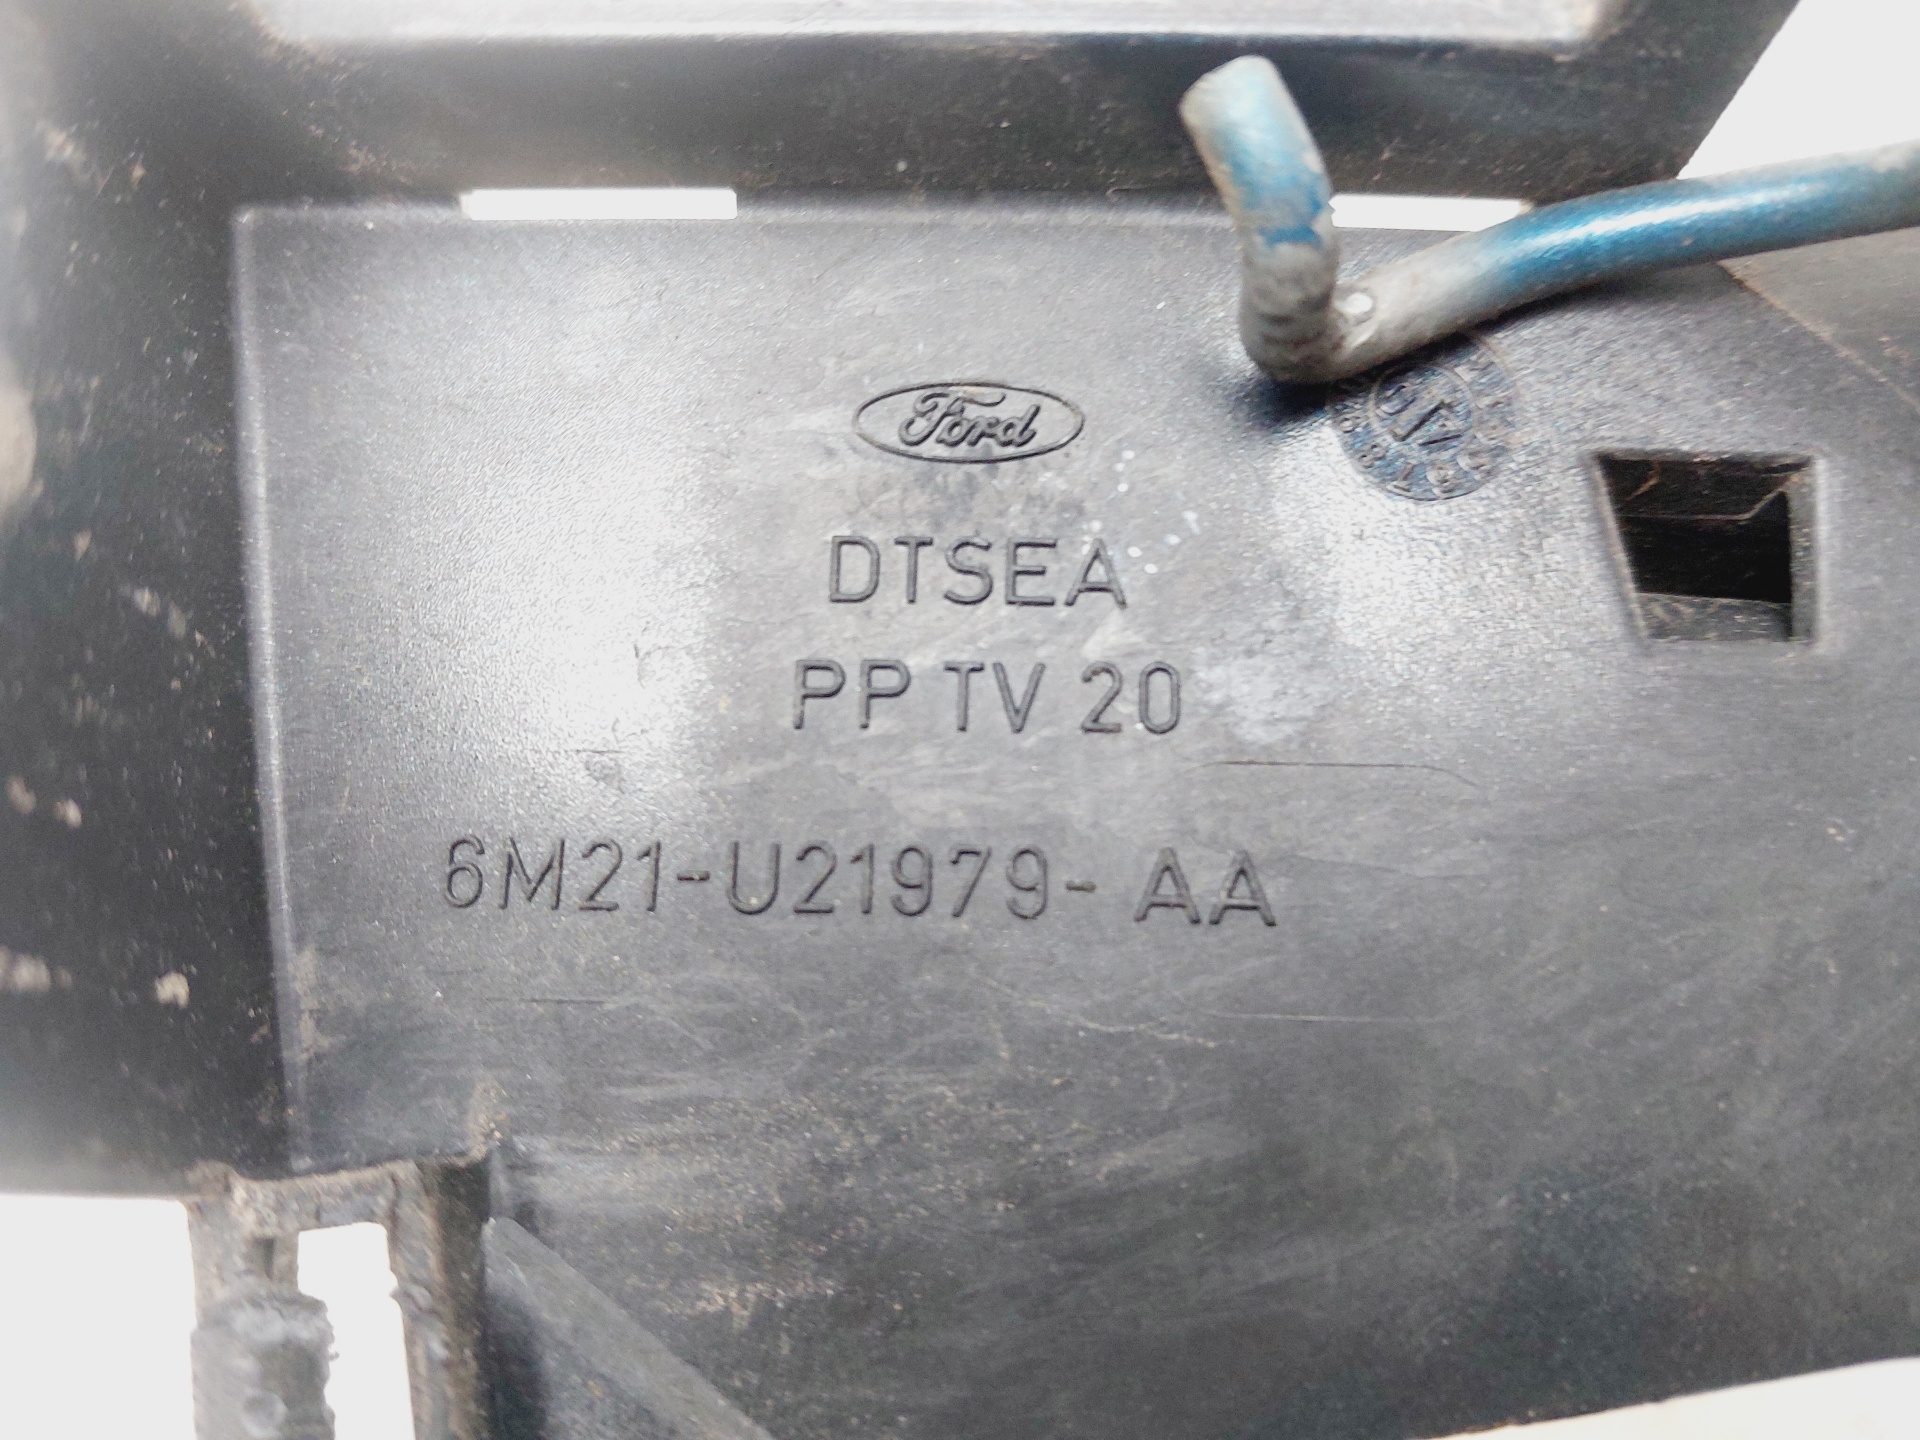 Ford
DTSEA
PP TV 20
6M21-U21979-AA